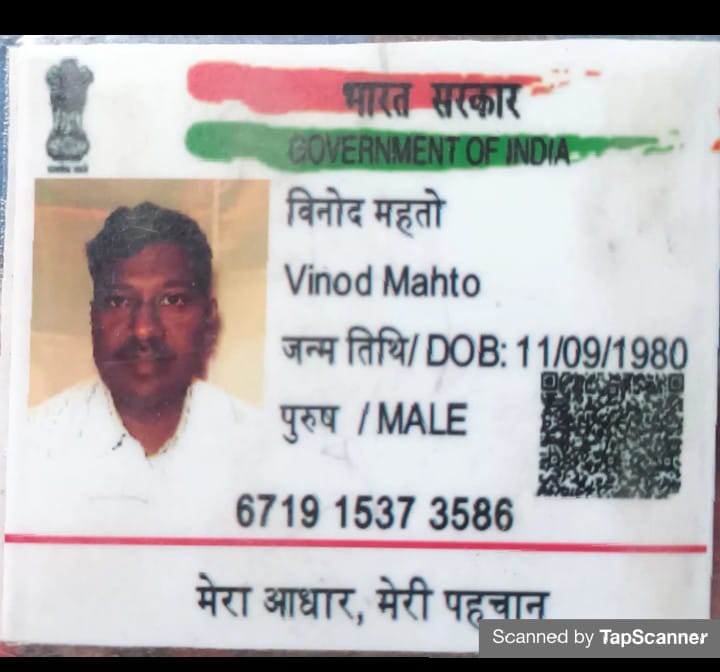 भारत सरकार
GOVERNMENT OF INDIA
विनोद महतो
Vinod Mahto
जन्म तिथि/ DOB: 11/09/1980
पुरुष / MALE
6719 1537 3586
मेरा आधार, मेरी पहचान
Scanned by TapScanner